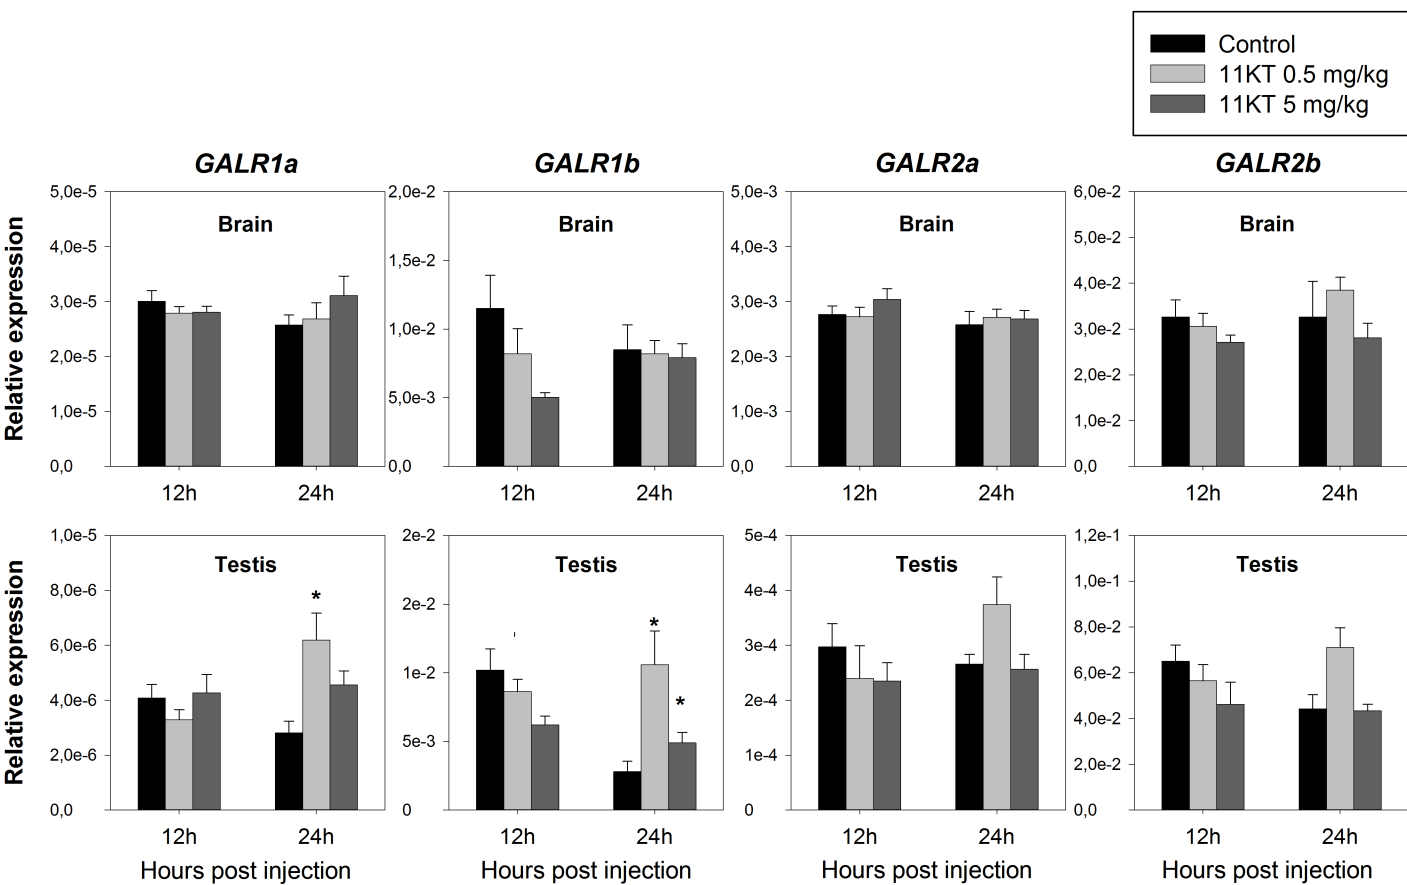 Control
11KT 0.5 mg/kg
11KT 5 mg/kg
GALR1a GALR1b GALR2a GALR2b
Relative expression
5,0e-5
4,0e-5
3,0e-5
2,0e-5
1,0e-5
0,0
Brain
12h 24h
2,0e-2
1,5e-2
1,0e-2
5,0e-3
0,0
Brain
12h 24h
5,0e-3
4,0e-3
3,0e-3
2,0e-3
1,0e-3
0,0
Brain
12h 24h
6,0e-2
5,0e-2
4,0e-2
3,0e-2
2,0e-2
1,0e-2
0,0
Brain
12h 24h
Relative expression
1,0e-5
8,0e-6
6,0e-6
4,0e-6
2,0e-6
0,0
Testis
*
12h 24h
Hours post injection
2e-2
2e-2
1e-2
5e-3
0
Testis
*
*
12h 24h
Hours post injection
5e-4
4e-4
3e-4
2e-4
1e-4
0
Testis
12h 24h
Hours post injection
1,2e-1
1,0e-1
8,0e-2
6,0e-2
4,0e-2
2,0e-2
0,0
Testis
12h 24h
Hours post injection